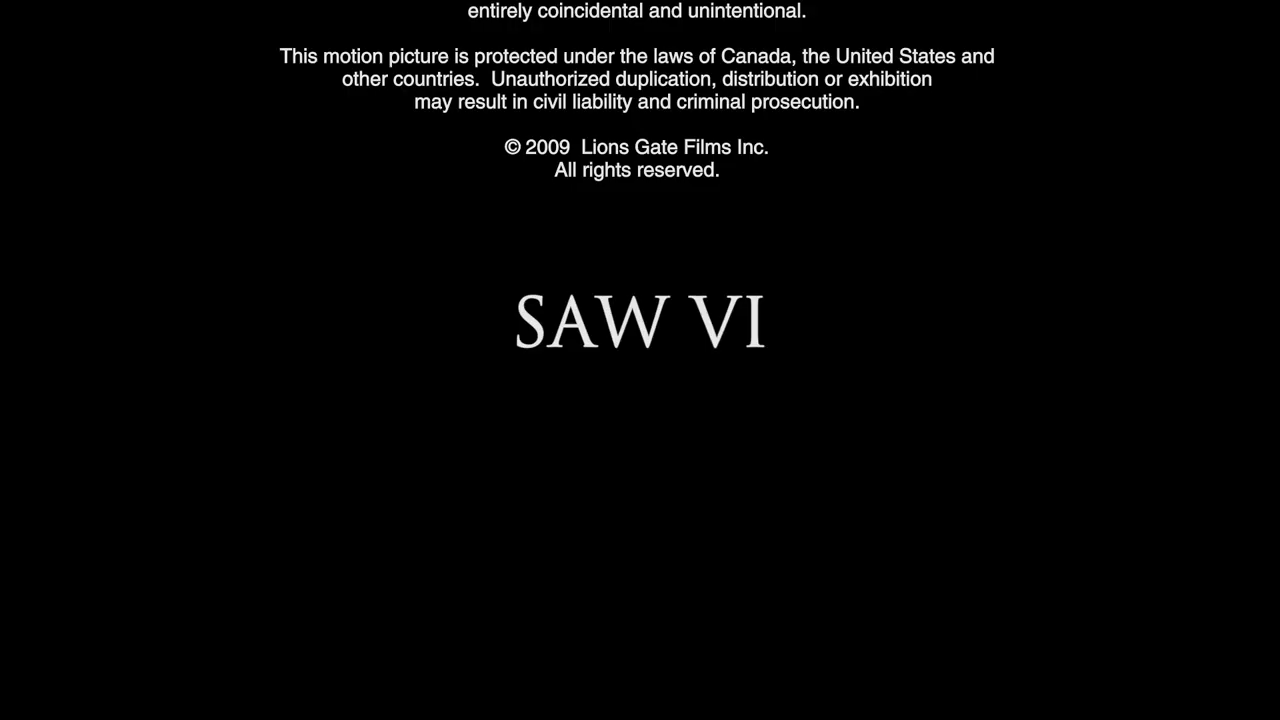 entirely coincidental and unintentional.
This motion picture is protected under the laws of Canada, the United States and
other countries.  Unauthorized duplication, distribution or exhibition
may result in civil liability and criminal prosecution.
© 2009  Lions Gate Films Inc.
All rights reserved.
SAW VI